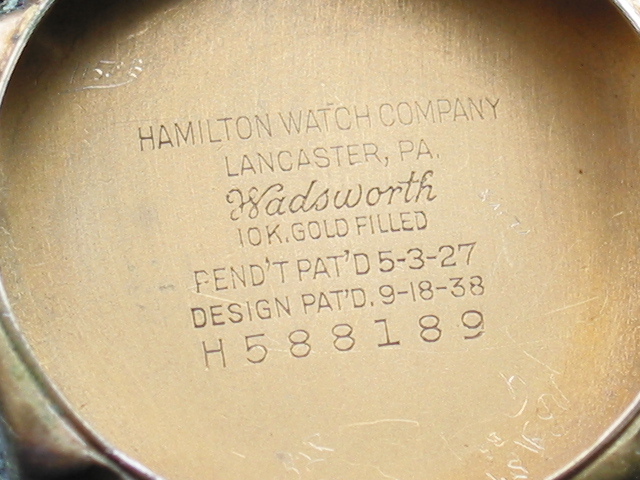 HAMILTON WATCH COMPANY
LANCASTER, PA.
Wadsworth
10K. GOLD FILLED
PEND'T PAT'D 5-3-27
DESIGN PAT'D. 9-18-38
H588189